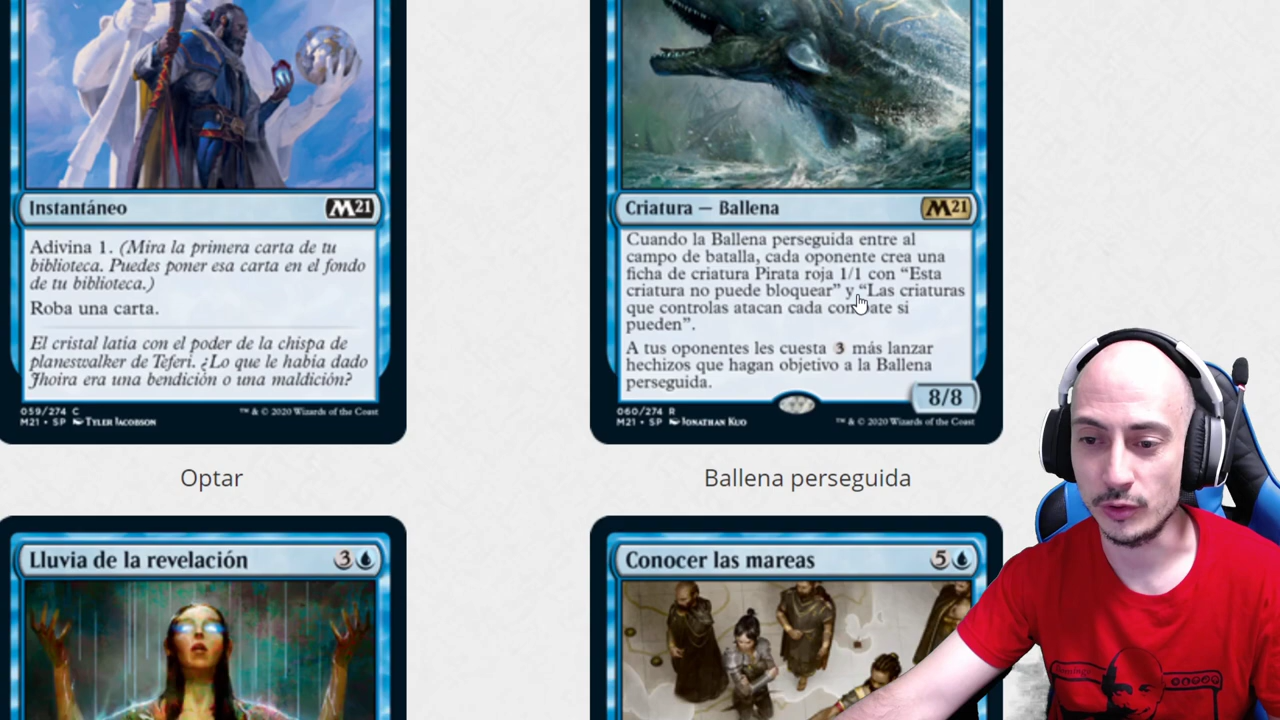 Instantáneo M21
Adivina 1. (Mira la primera carta de tu
biblioteca. Puedes poner esa carta en el fondo
de tu biblioteca.)
Roba una carta.
El cristal latía con el poder de la chispa de
planeswalker de Teferi. ¿Lo que le había dado
Jhoira era una bendición o una maldición?
059/274 C
M21 • SP TYLER JACOBSON
™ & © 2020 Wizards of the Coast
Optar
Criatura — Ballena M21
Cuando la Ballena perseguida entre al
campo de batalla, cada oponente crea una
ficha de criatura Pirata roja 1/1 con “Esta
criatura no puede bloquear” y “Las criaturas
que controlas atacan cada combate si
pueden”.
A tus oponentes les cuesta 3 más lanzar
hechizos que hagan objetivo a la Ballena
perseguida.
8/8
060/274 R
M21 • SP JONATHAN KUO
™ & © 2020 Wizards of the Coast
Ballena perseguida
Lluvia de la revelación 3
Conocer las mareas 5